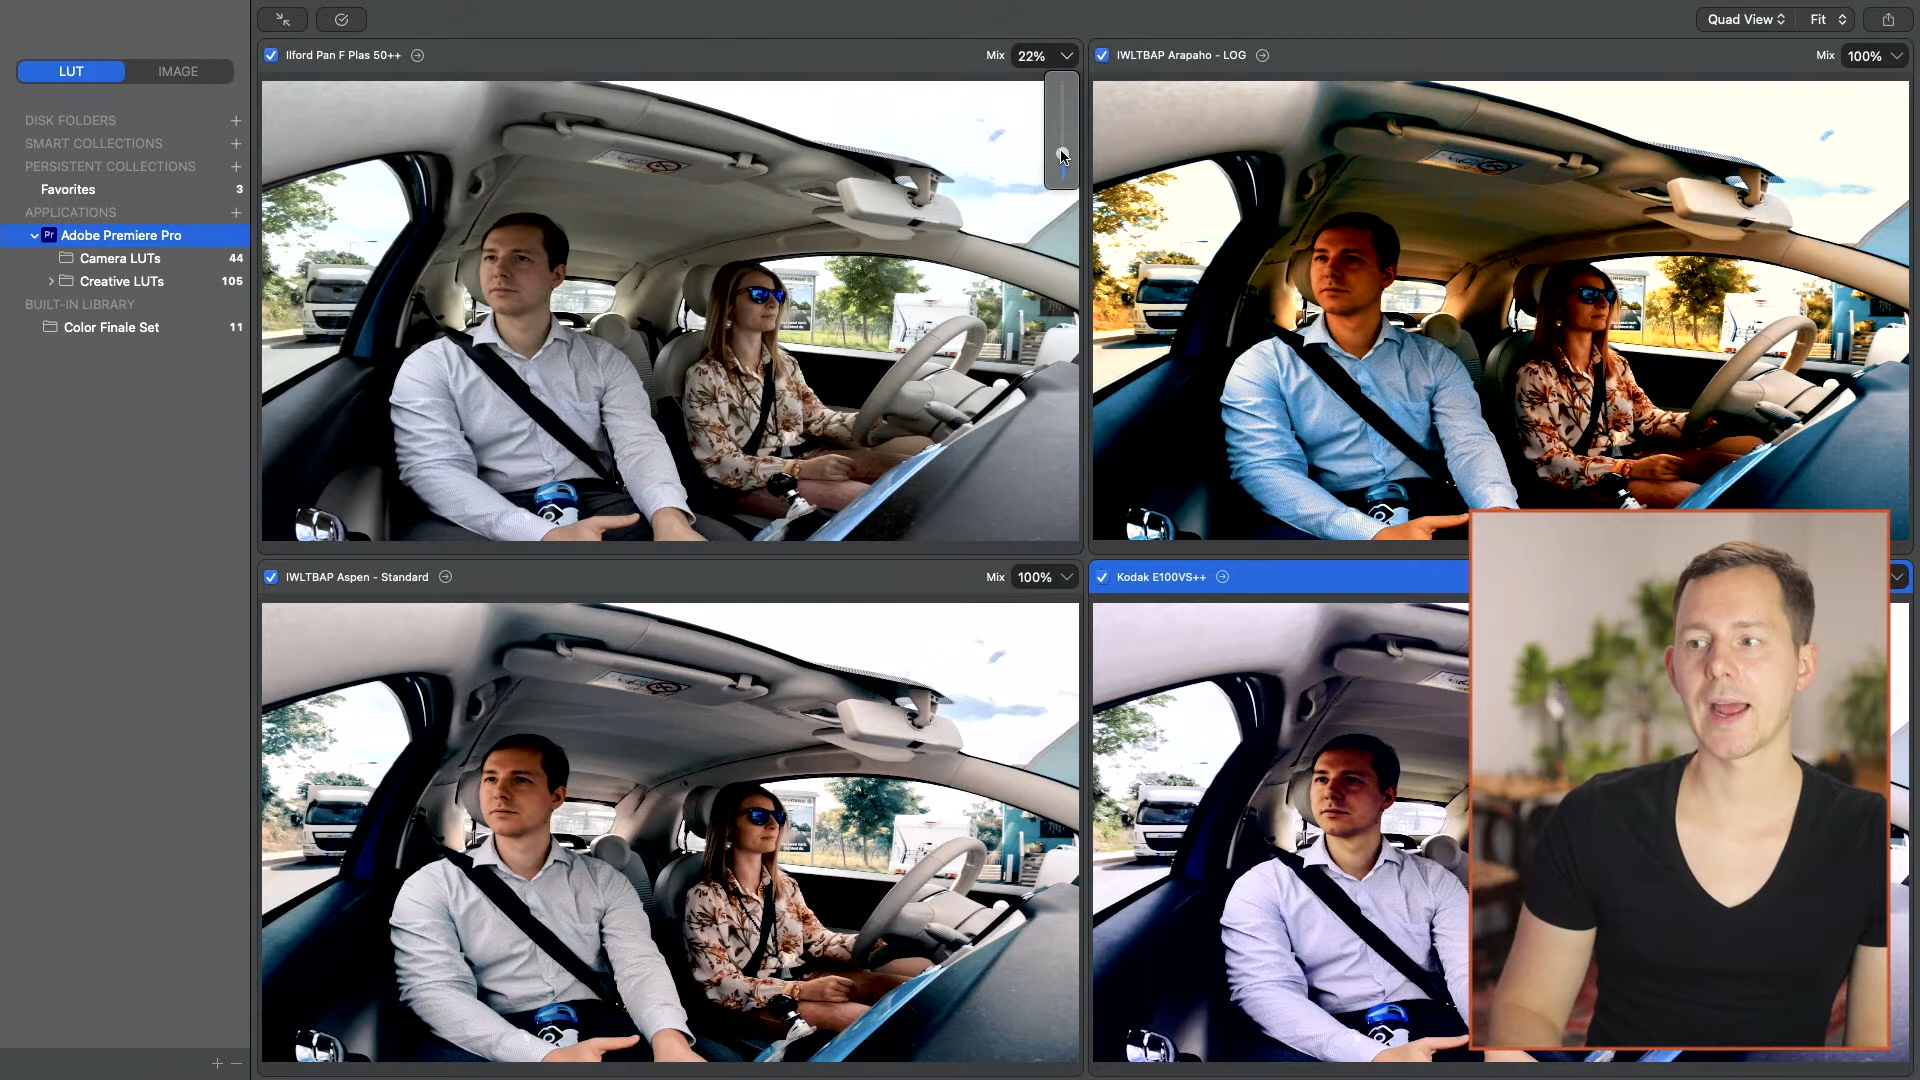 LUT
IMAGE
DISK FOLDERS
SMART COLLECTIONS
PERSISTENT COLLECTIONS
Favorites 3
APPLICATIONS
Pr Adobe Premiere Pro
Camera LUTs 44
Creative LUTs 105
BUILT-IN LIBRARY
Color Finale Set 11
Quad View
Fit
Ilford Pan F Plas 50++
Mix 22%
IWLTBAP Arapaho - LOG
Mix 100%
IWLTBAP Aspen - Standard
Mix 100%
Kodak E100VS++